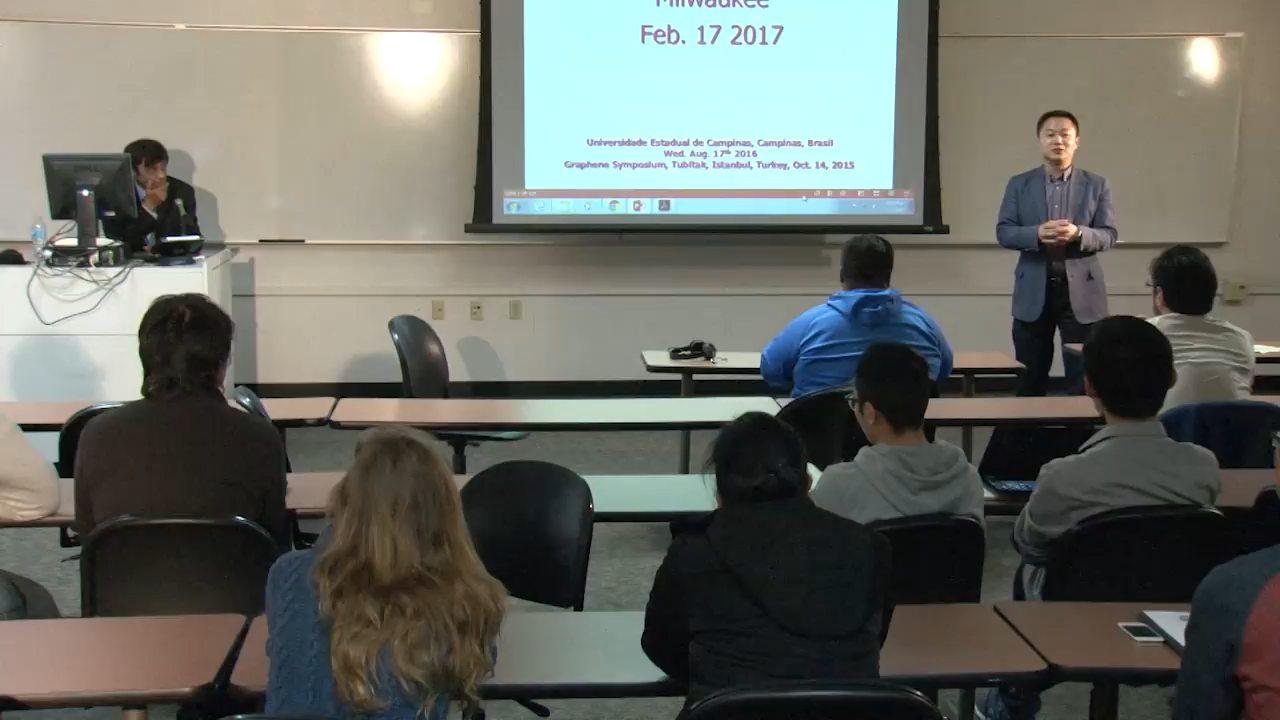 Milwaukee
Feb. 17 2017
Universidade Estadual de Campinas, Campinas, Brasil
Wed. Aug. 17th 2016
Graphene Symposium, Tubitak, Istanbul, Turkey, Oct. 14, 2015